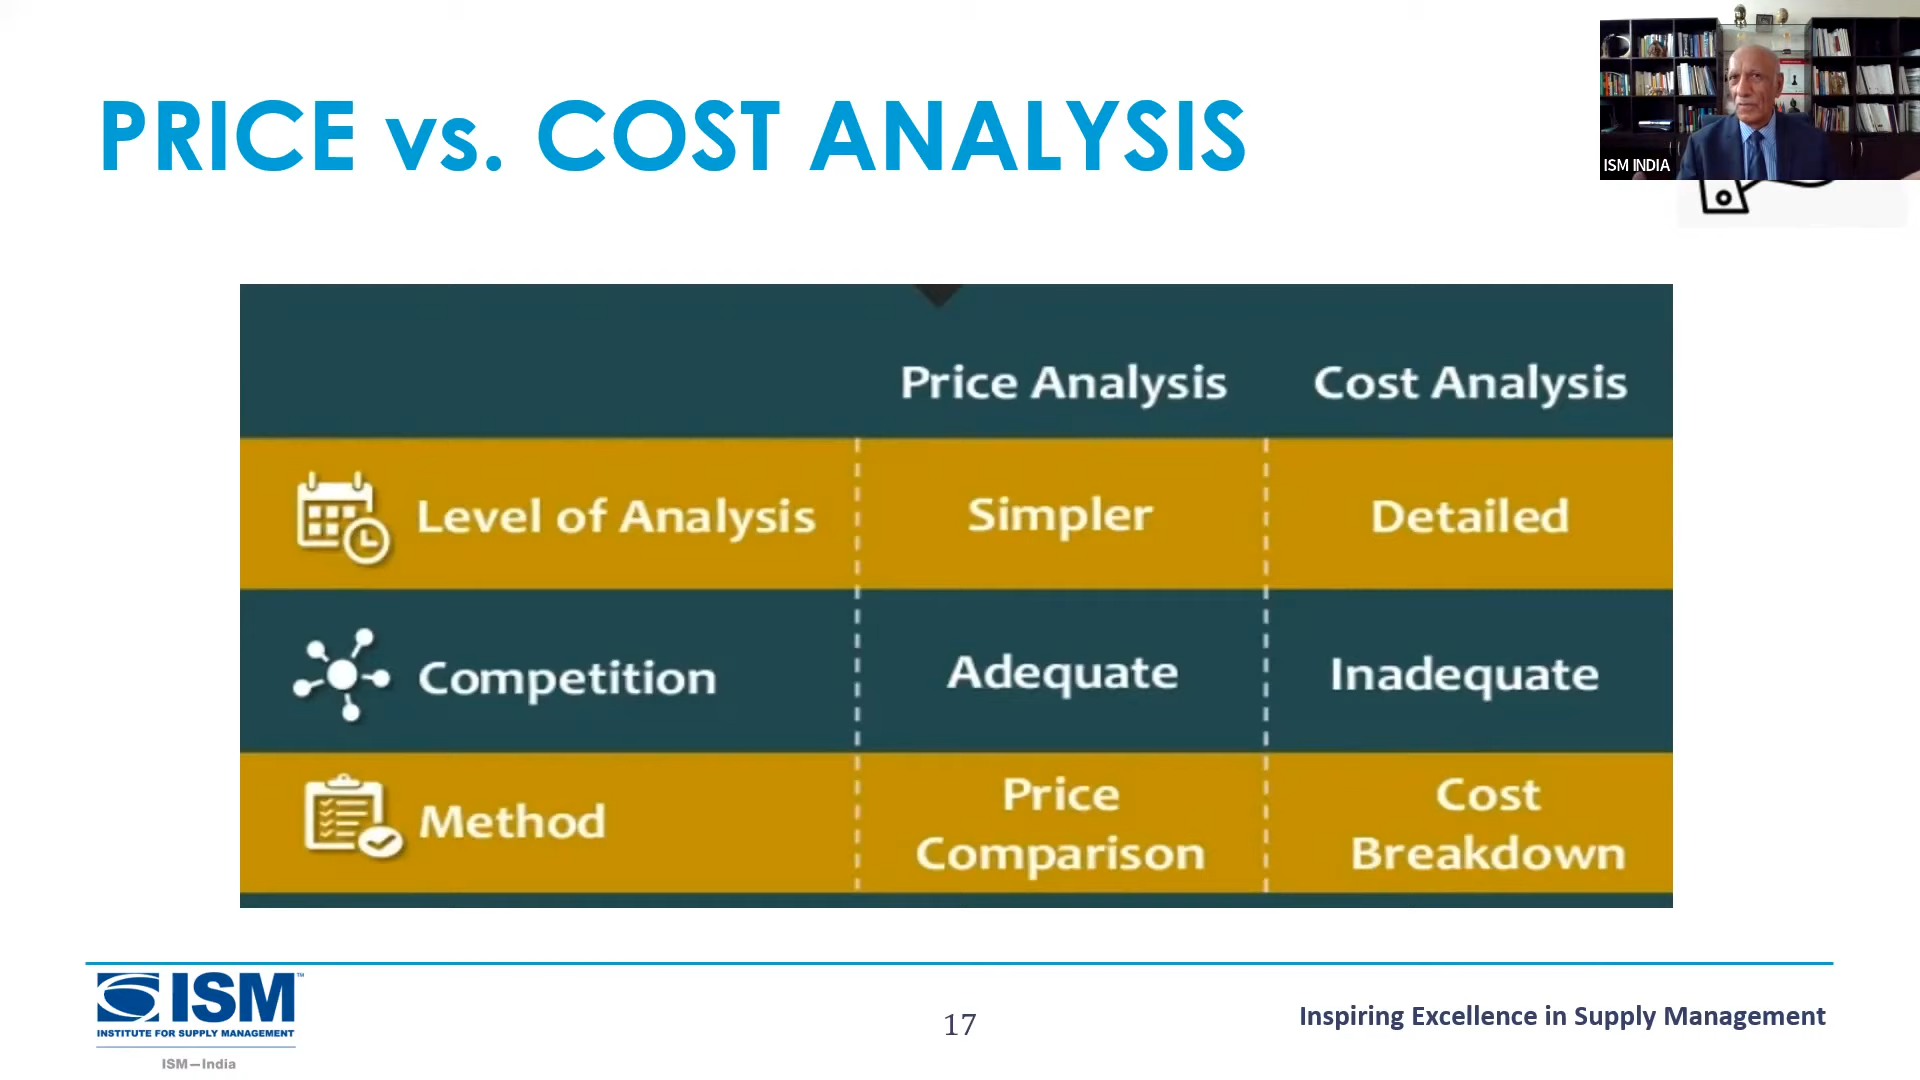 PRICE vs. COST ANALYSIS
ISM INDIA
Price Analysis Cost Analysis
Level of Analysis Simpler Detailed
Competition Adequate Inadequate
Method
Price
Comparison
Cost
Breakdown
ISM™
INSTITUTE FOR SUPPLY MANAGEMENT
ISM—India
17
Inspiring Excellence in Supply Management